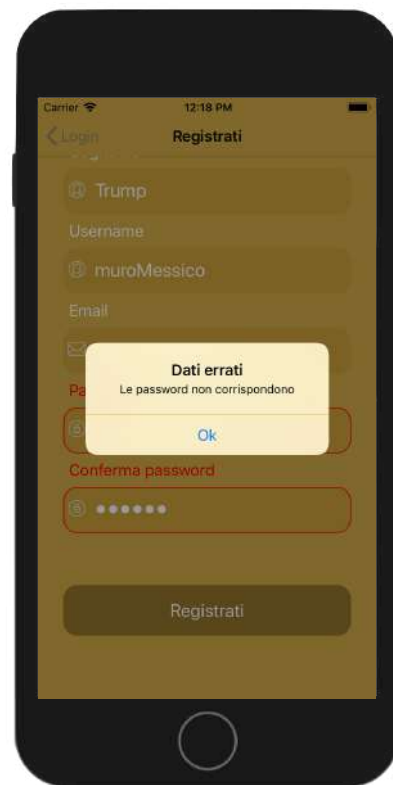 Carrier
12:18 PM
Login
Registrati
Trump
Username
muroMessico
Email
Dati errati
Le password non corrispondono
Ok
Conferma password
••••••
Registrati